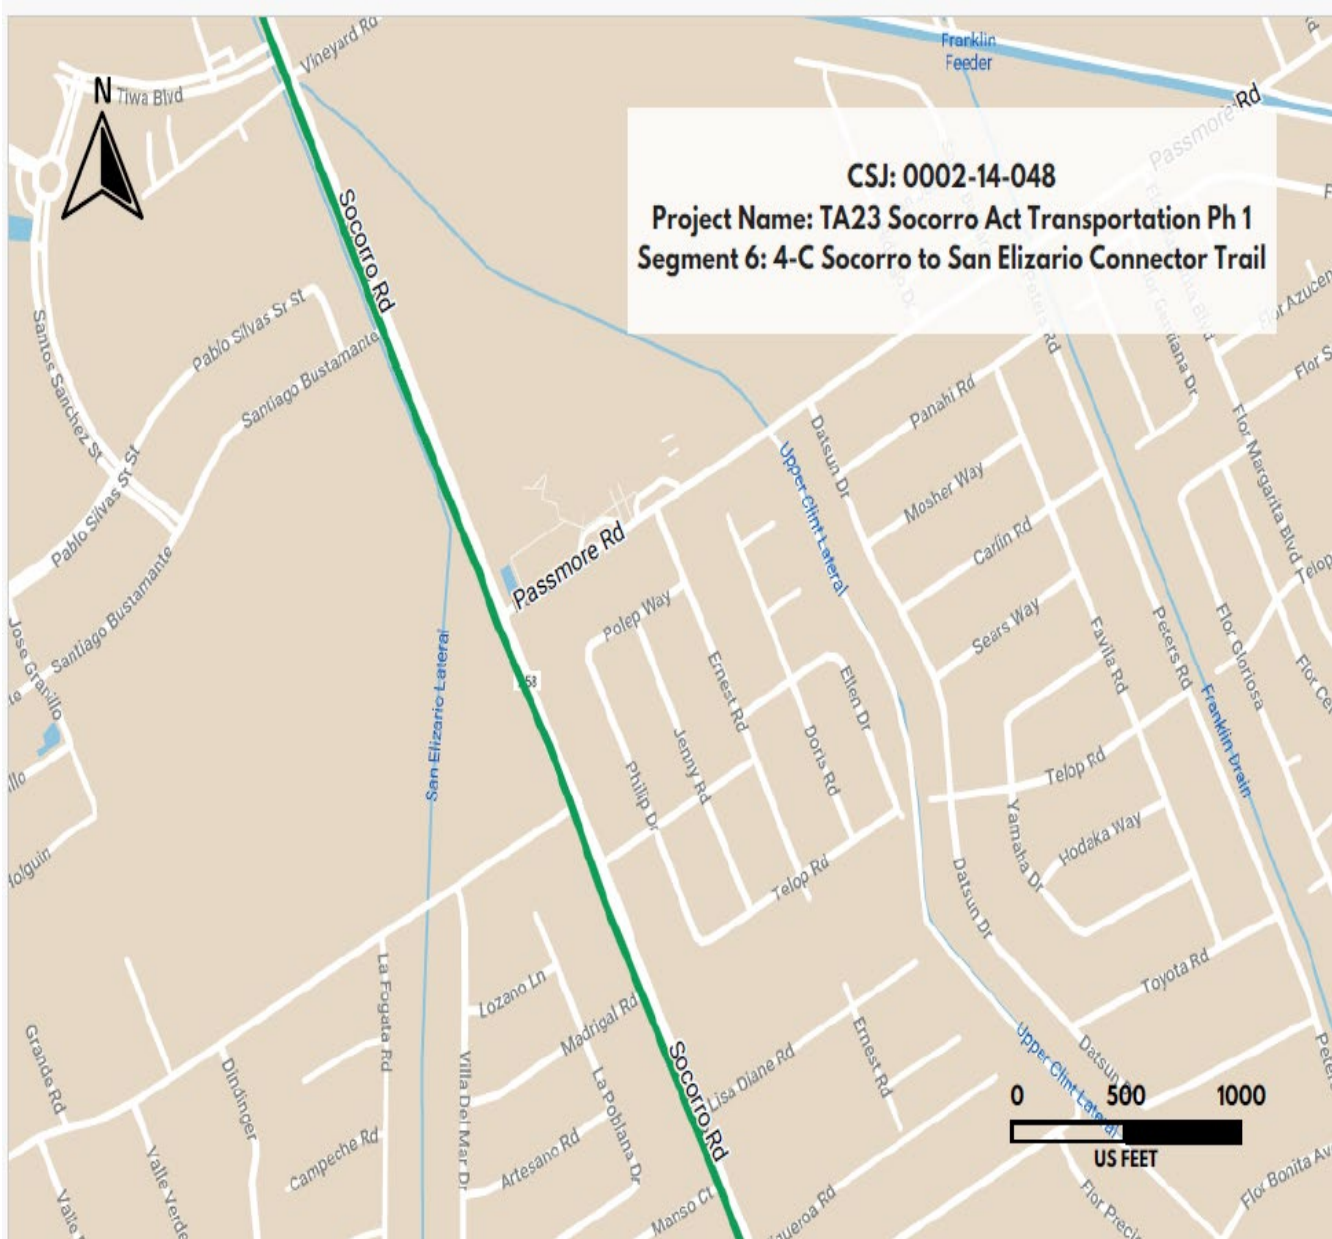 Vineyard Rd
Franklin
Feeder
N
Tiwa Blvd
Passmore Rd
CSJ: 0002-14-048
Project Name: TA23 Socorro Act Transportation Ph 1
Segment 6: 4-C Socorro to San Elizario Connector Trail
Socorro Rd
Pablo Silvas Sr St
Santiago Bustamante
Santos Sanchez St
Panahi Rd
Datsun Dr
Flor Margarita Blvd
Upper Clint Lateral
Mosher Way
Carlin Rd
Pablo Silvas Sr St
Passmore Rd
Santiago Bustamante
Polep Way
Sears Way
Jose Granillo
San Elizario Lateral
Ernest Rd
Ellen Dr
Favila Rd
Peters Rd
Flor Gloriosa
Franklin Drain
Jenny Rd
Doris Rd
Philip Dr
Telop Rd
Yamaha Dr
Hodaka Way
Telop Rd
Datsun Dr
Toyota Rd
La Fogata Rd
Lozano Ln
Madrigal Rd
Grande Rd
Dindinger
Villa Del Mar Dr
La Poblana Dr
Socorro Rd
Lisa Diane Rd
Ernest Rd
Upper Clint Lateral
Datsun
0 500 1000
US FEET
Campeche Rd
Artesano Rd
Valle Verde
Manso Ct
Flor Bonita Av
Valle